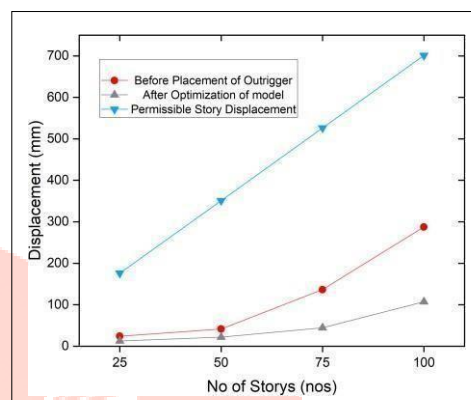 700
600
500
400
300
200
100
0
Displacement (mm)
Before Placement of Outrigger
After Optimization of model
Permissible Story Displacement
25 50 75 100
No of Storys (nos)